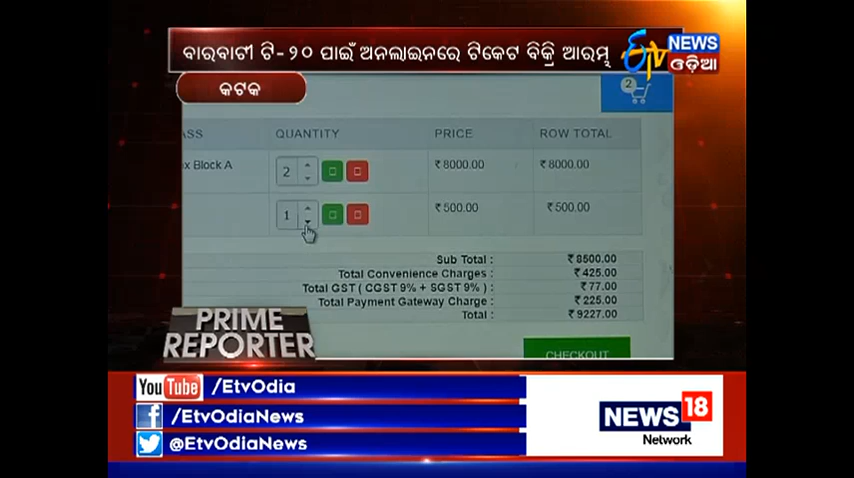 ବାରବାଟୀ ଟି-୨୦ ପାଇଁ ଅନଲାଇନରେ ଟିକେଟ ବିକ୍ରି ଆରମ୍ଭ
etv NEWS
ଓଡ଼ିଆ
କଟକ
2
ASS QUANTITY PRICE ROW TOTAL
x Block A 2 ₹8000.00 ₹8000.00
1 ₹500.00 ₹500.00
Sub Total : ₹8500.00
Total Convenience Charges : ₹425.00
Total GST ( CGST 9% + SGST 9% ) : ₹77.00
Total Payment Gateway Charge : ₹225.00
Total : ₹9227.00
CHECKOUT
PRIME
REPORTER
YouTube /EtvOdia
f /EtvOdiaNews
@EtvOdiaNews
NEWS 18
Network